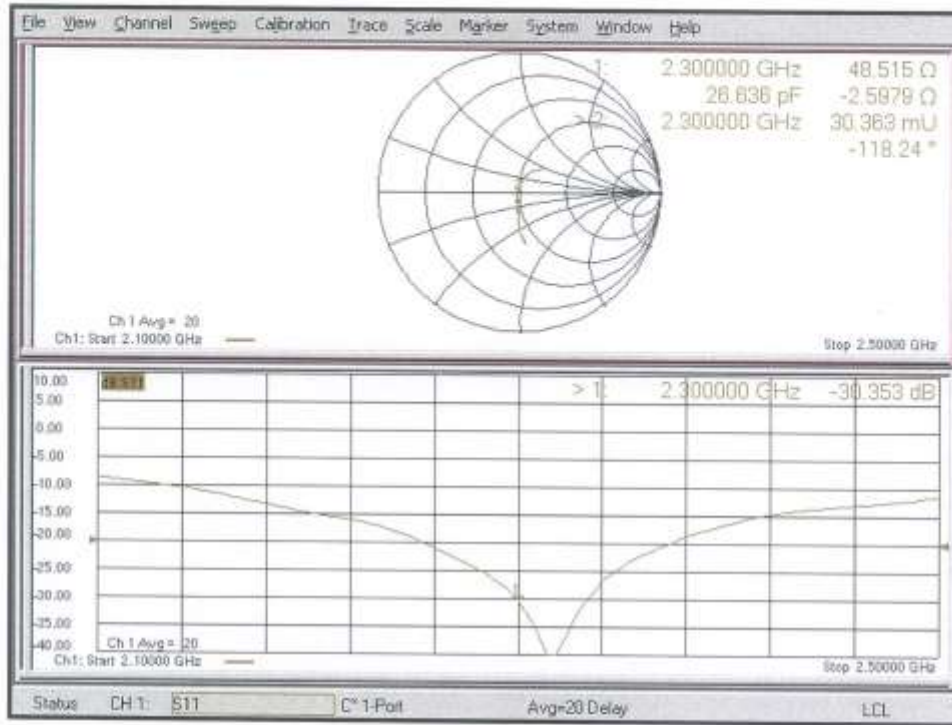 File View Channel Sweep Calibration Trace Scale Marker System Window Help
1: 2.300000 GHz 48.515 Ω
26.636 pF -2.5979 Ω
> 2: 2.300000 GHz 30.363 mU
-118.24 °
Ch 1 Avg = 20
Ch1: Start 2.10000 GHz
Stop 2.50000 GHz
10.00
> 1: 2.300000 GHz -30.353 dB
5.00
0.00
-5.00
-10.00
-15.00
-20.00
-25.00
-30.00
-35.00
-40.00
Ch 1 Avg = 20
Ch1: Start 2.10000 GHz
Stop 2.50000 GHz
Status CH 1: S11 C* 1-Port Avg=20 Delay LCL